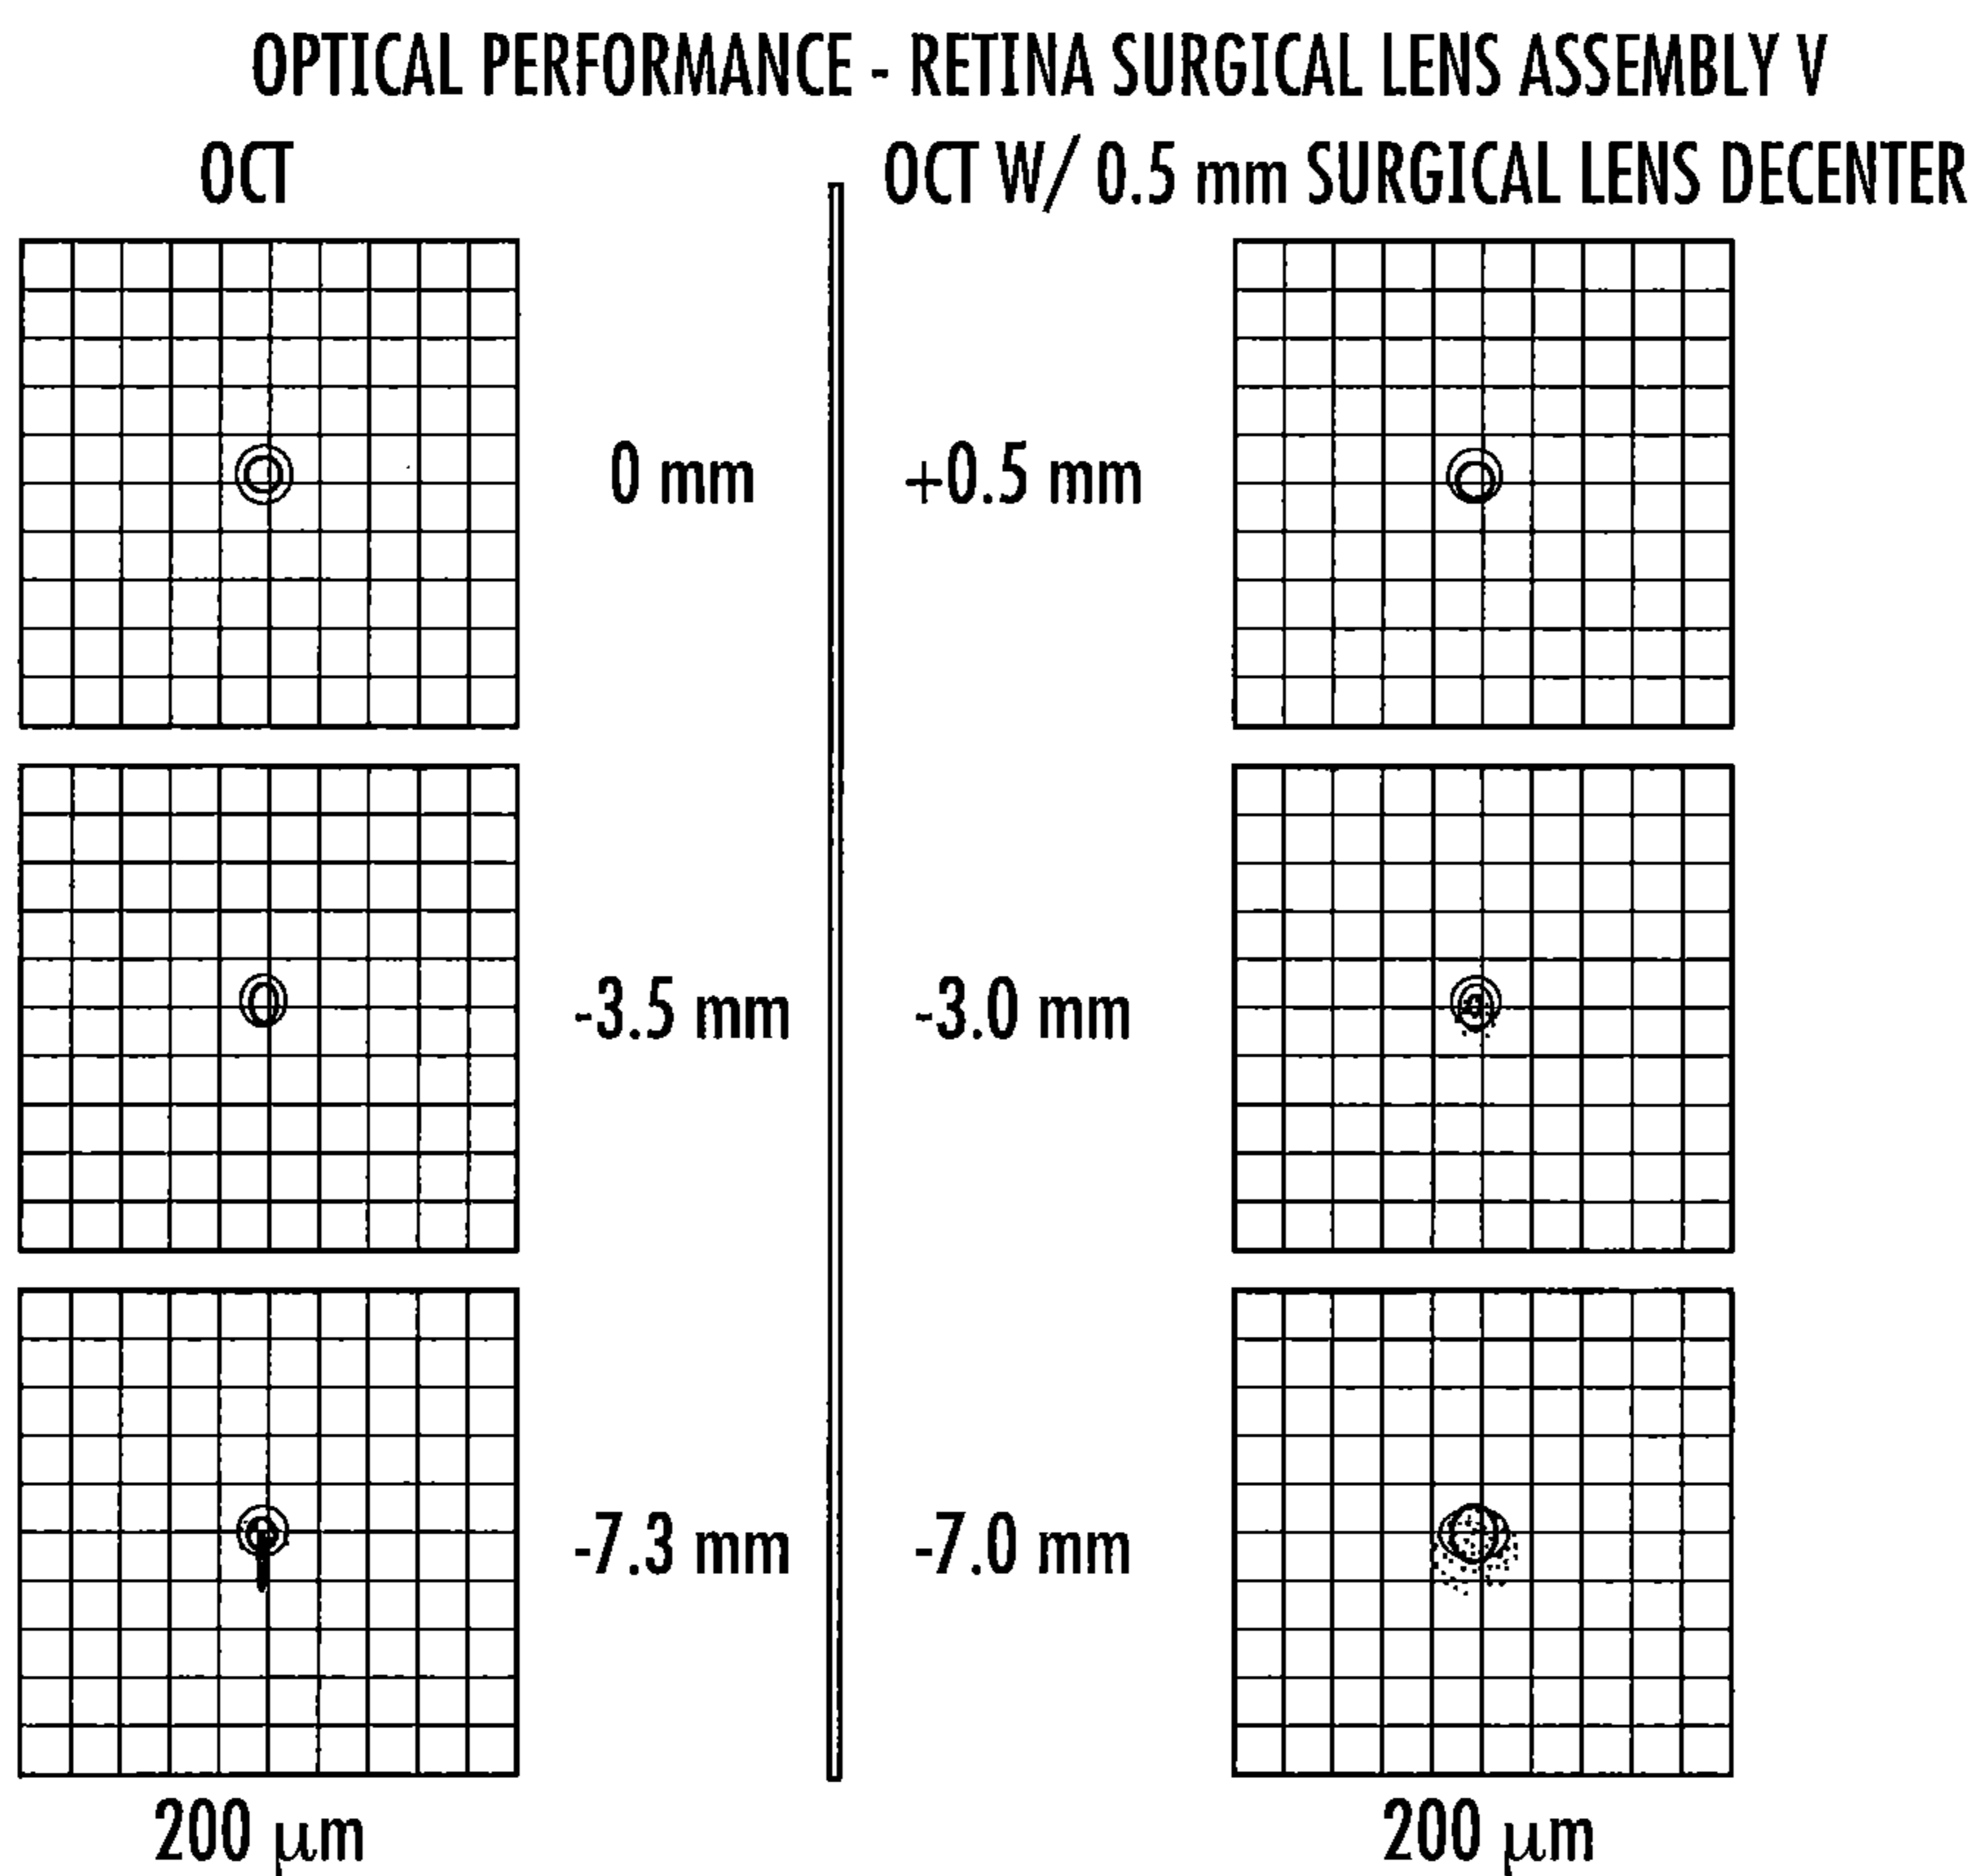 OPTICAL PERFORMANCE - RETINA SURGICAL LENS ASSEMBLY V
OCT
OCT W/ 0.5 mm SURGICAL LENS DECENTER
0 mm
+0.5 mm
-3.5 mm
-3.0 mm
-7.3 mm
-7.0 mm
200 μm
200 μm